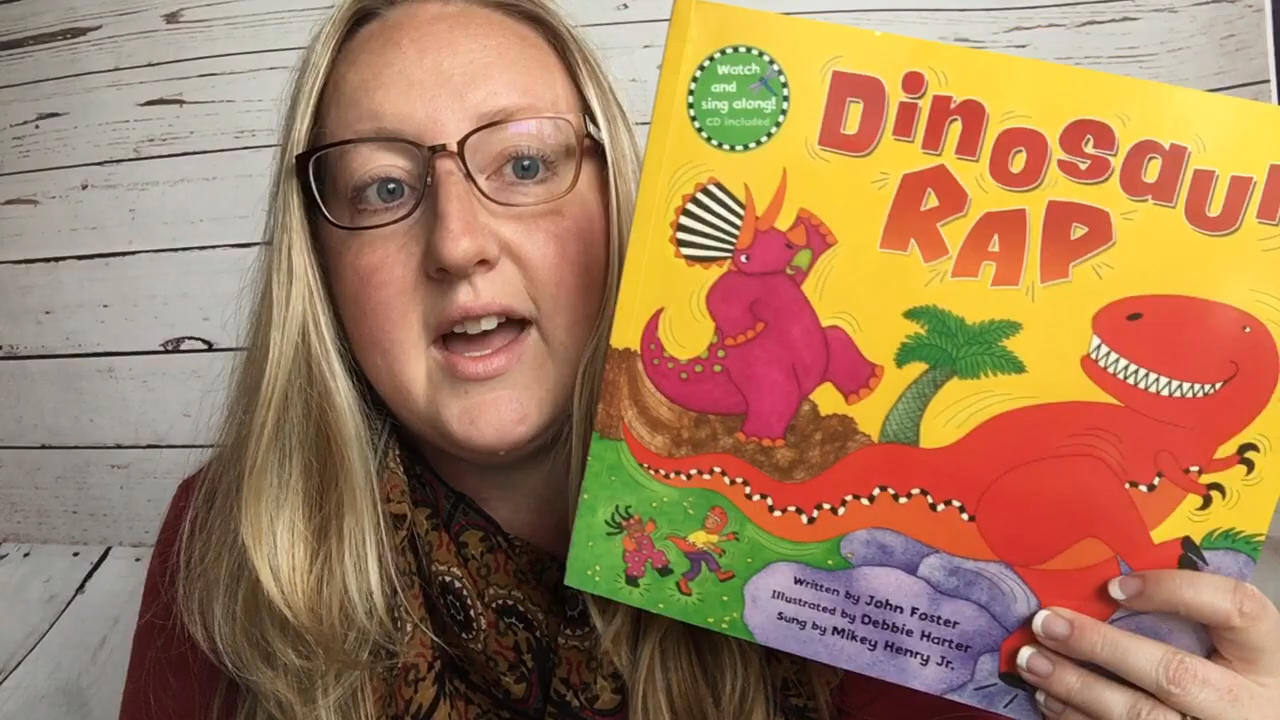 Watch
and
sing along!
CD included
Dinosaur
RAP
Written by John Foster
Illustrated by Debbie Harter
Sung by Mikey Henry Jr.